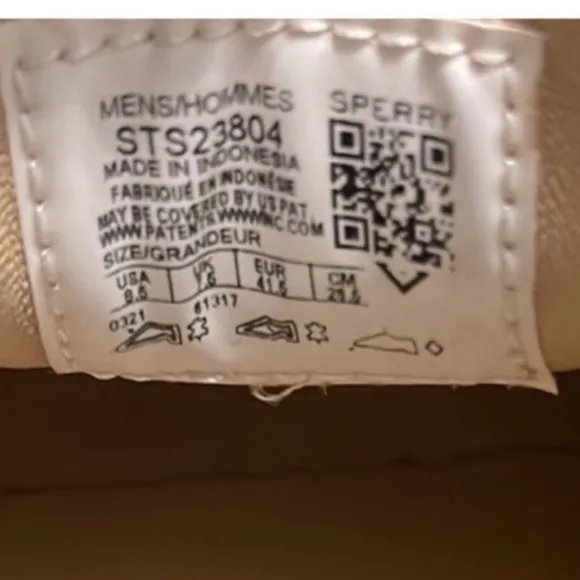 MENS/HOMMES
SPERRY
STS23804
MADE IN INDONESIA
FABRIQUÉ EN INDONÉSIE
MAY BE COVERED BY US PAT
WWW.PATENTS.WWWINC.COM
SIZE/GRANDEUR
USA UK EUR CM
8.5 7.5 41.5 26.5
0321 61317